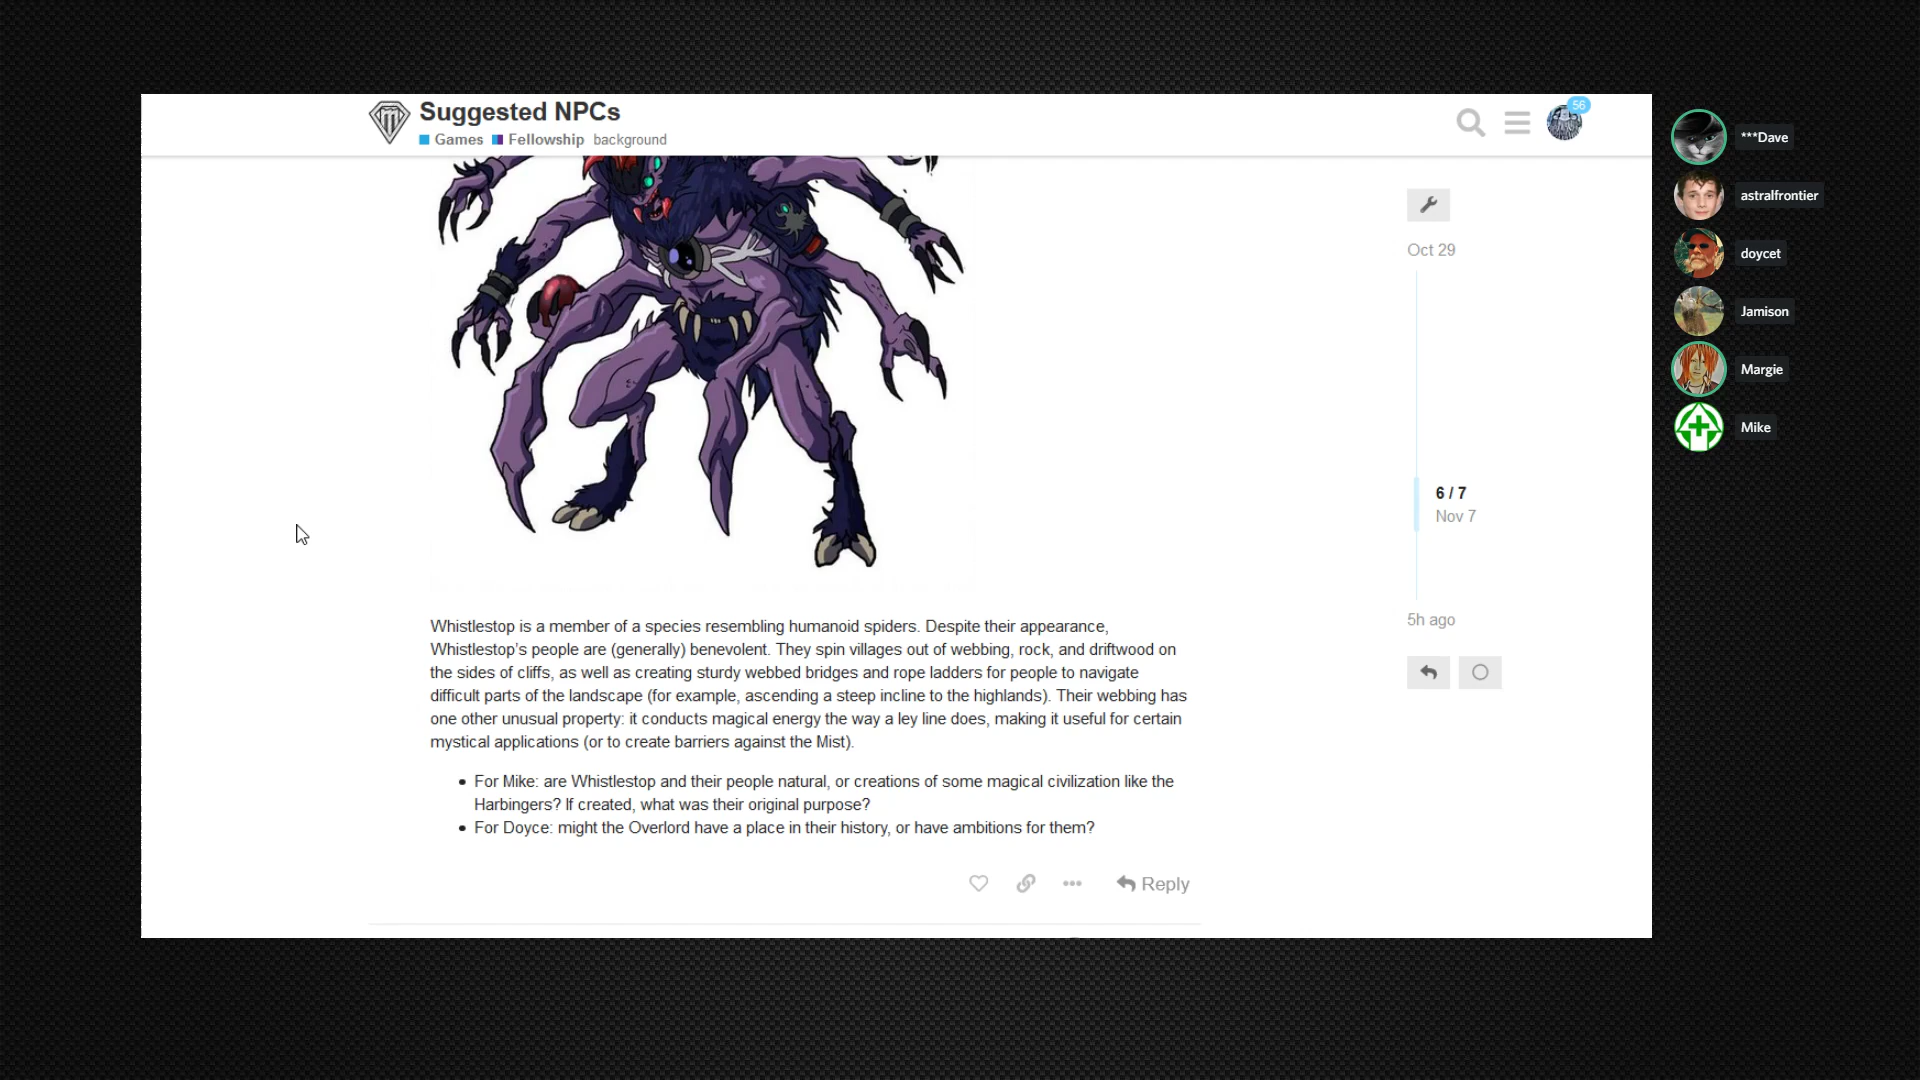 Suggested NPCs
Games Fellowship background
56
Oct 29
6 / 7
Nov 7
5h ago
Whistlestop is a member of a species resembling humanoid spiders. Despite their appearance,
Whistlestop's people are (generally) benevolent. They spin villages out of webbing, rock, and driftwood on
the sides of cliffs, as well as creating sturdy webbed bridges and rope ladders for people to navigate
difficult parts of the landscape (for example, ascending a steep incline to the highlands). Their webbing has
one other unusual property: it conducts magical energy the way a ley line does, making it useful for certain
mystical applications (or to create barriers against the Mist).
For Mike: are Whistlestop and their people natural, or creations of some magical civilization like the
Harbingers? If created, what was their original purpose?
For Doyce: might the Overlord have a place in their history, or have ambitions for them?
Reply
***Dave
astralfrontier
doycet
Jamison
Margie
Mike